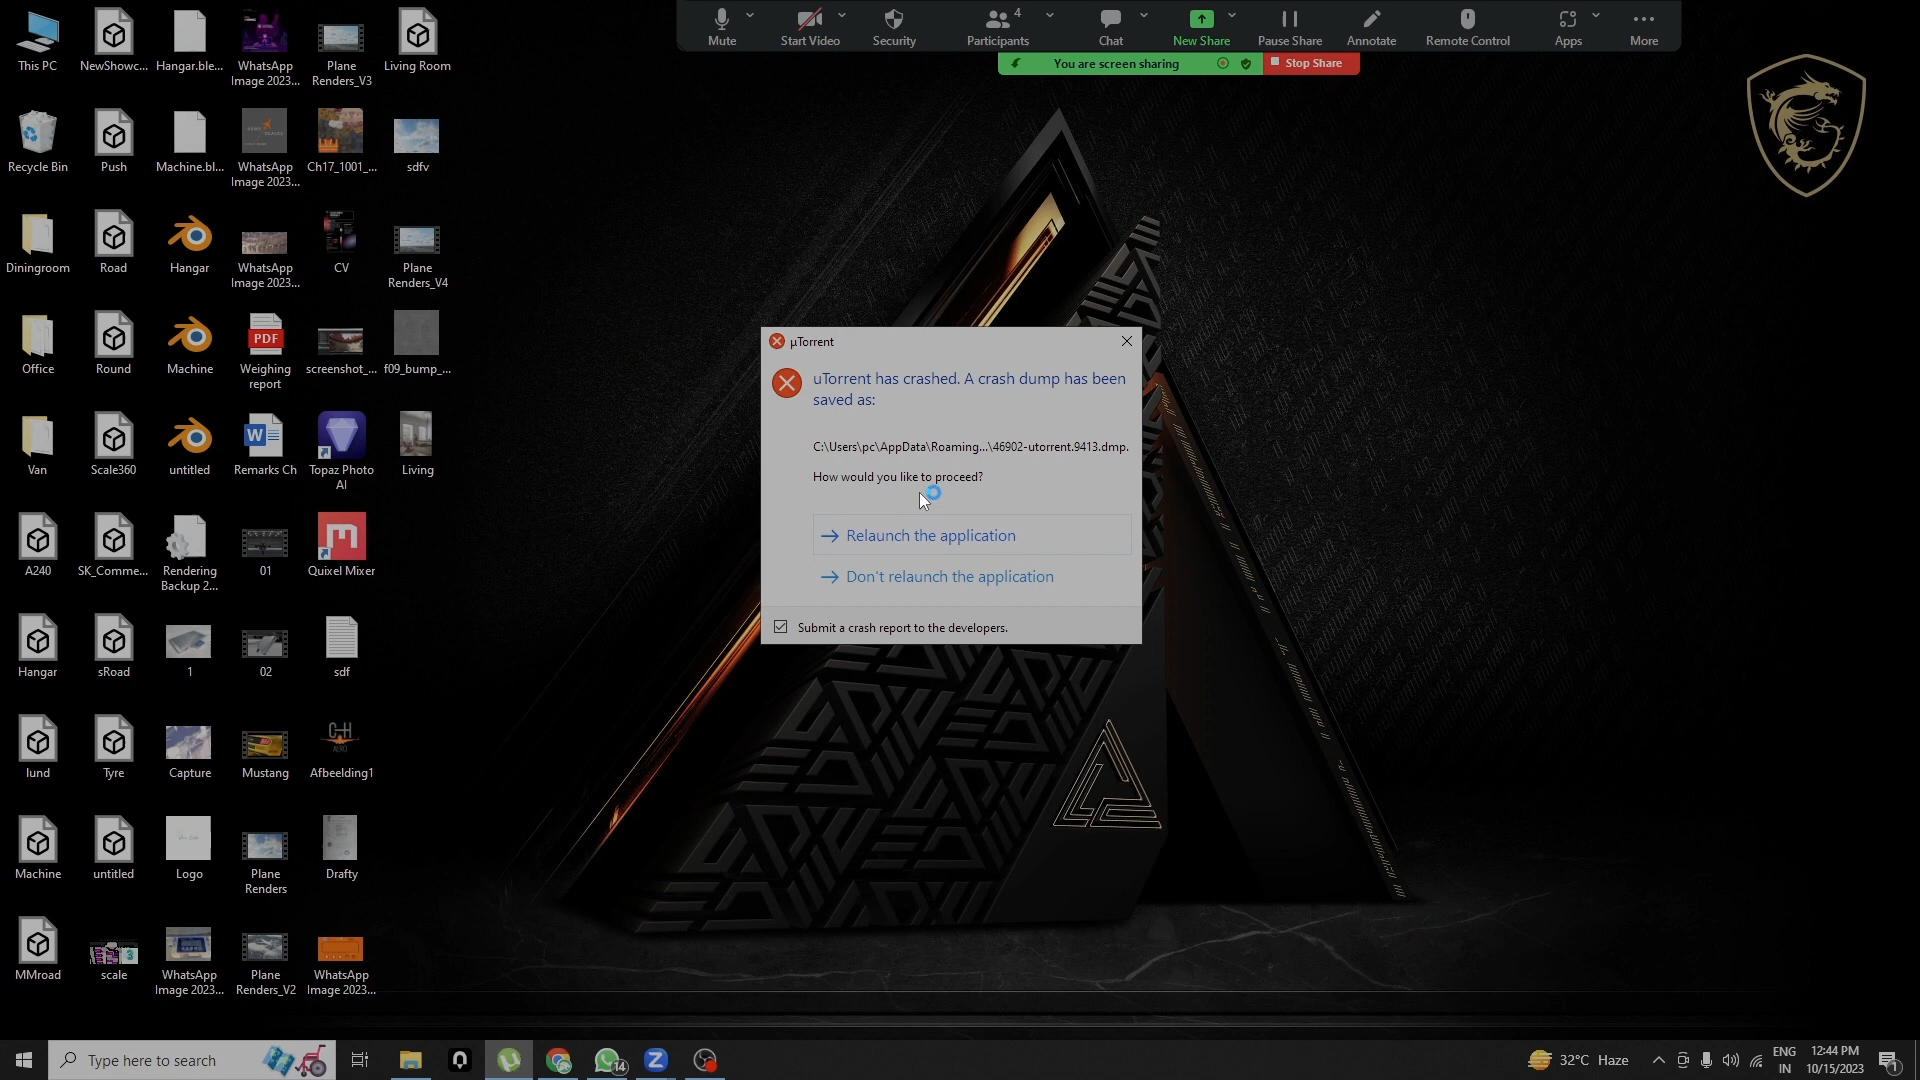 Mute
Start Video
Security
Participants
4
Chat
New Share
Pause Share
Annotate
Remote Control
Apps
More
You are screen sharing
Stop Share
This PC
NewShowc...
Hangar.ble...
WhatsApp
Image 2023...
Plane
Renders_V3
Living Room
Recycle Bin
Push
Machine.bl...
WhatsApp
Image 2023...
Ch17_1001_...
sdfv
Diningroom
Road
Hangar
WhatsApp
Image 2023...
CV
Plane
Renders_V4
Office
Round
Machine
PDF
Weighing
report
screenshot_...
f09_bump_...
Van
Scale360
untitled
Remarks Ch
Topaz Photo
AI
Living
A240
SK_Comme...
Rendering
Backup 2...
01
Quixel Mixer
Hangar
sRoad
1
02
sdf
lund
Tyre
Capture
Mustang
C-H
AERO
Afbeelding1
Machine
untitled
Logo
Plane
Renders
Drafty
MMroad
scale
WhatsApp
Image 2023...
Plane
Renders_V2
WhatsApp
Image 2023...
µTorrent
uTorrent has crashed. A crash dump has been
saved as:
C:\Users\pc\AppData\Roaming...\46902-utorrent.9413.dmp.
How would you like to proceed?
Relaunch the application
Don't relaunch the application
Submit a crash report to the developers.
Type here to search
14
32°C Haze
ENG
IN
12:44 PM
10/15/2023
1